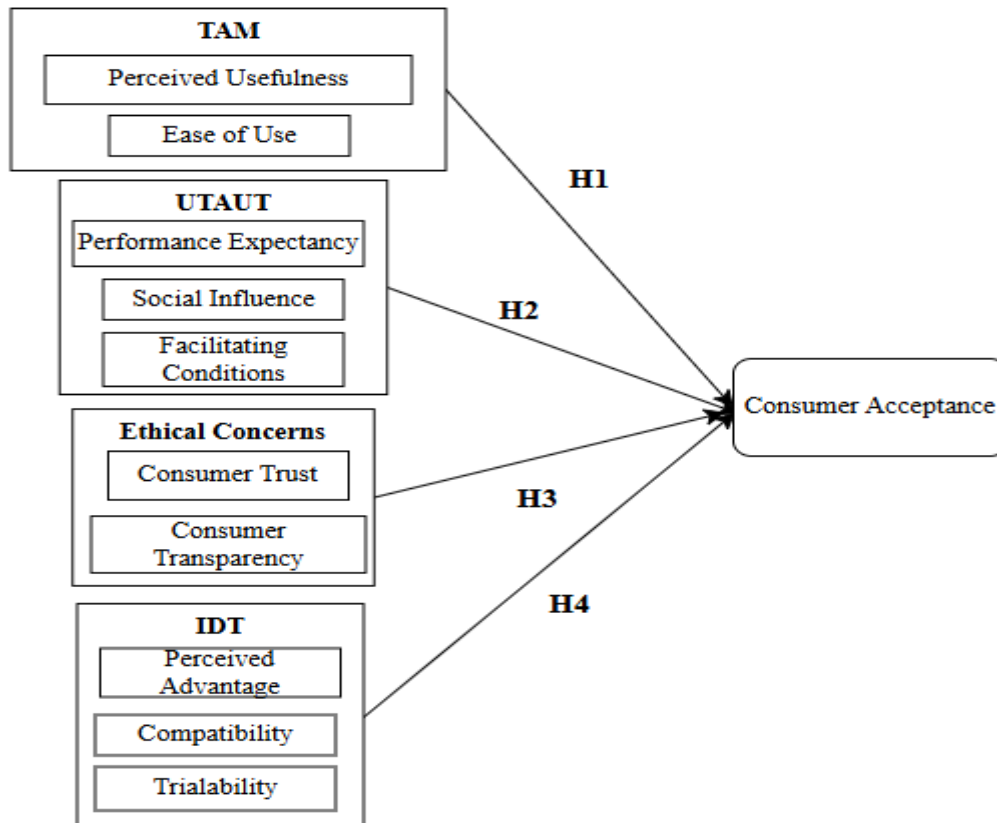 TAM
Perceived Usefulness
Ease of Use
H1
UTAUT
Performance Expectancy
Social Influence
Facilitating
Conditions
H2
Consumer Acceptance
Ethical Concerns
Consumer Trust
Consumer
Transparency
H3
H4
IDT
Perceived
Advantage
Compatibility
Trialability